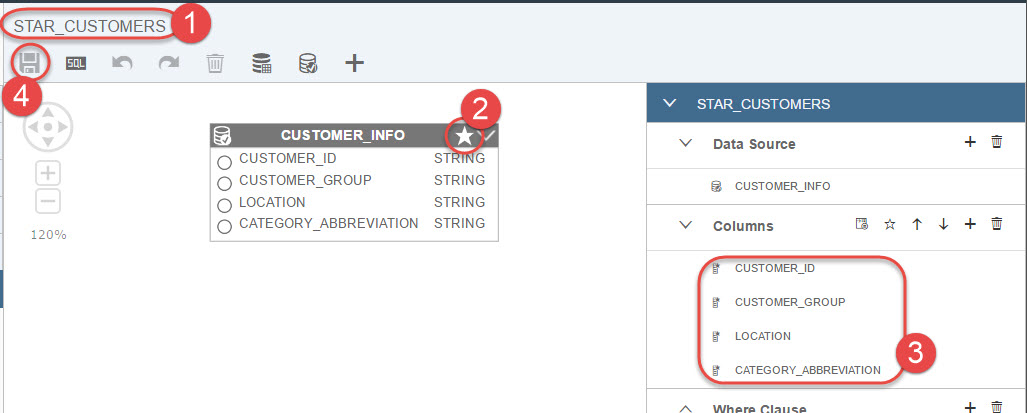 STAR_CUSTOMERS
1
SQL
4
2
CUSTOMER_INFO
CUSTOMER_ID STRING
CUSTOMER_GROUP STRING
LOCATION STRING
CATEGORY_ABBREVIATION STRING
120%
STAR_CUSTOMERS
Data Source
CUSTOMER_INFO
Columns
CUSTOMER_ID
CUSTOMER_GROUP
LOCATION
3
CATEGORY_ABBREVIATION
Where Clause